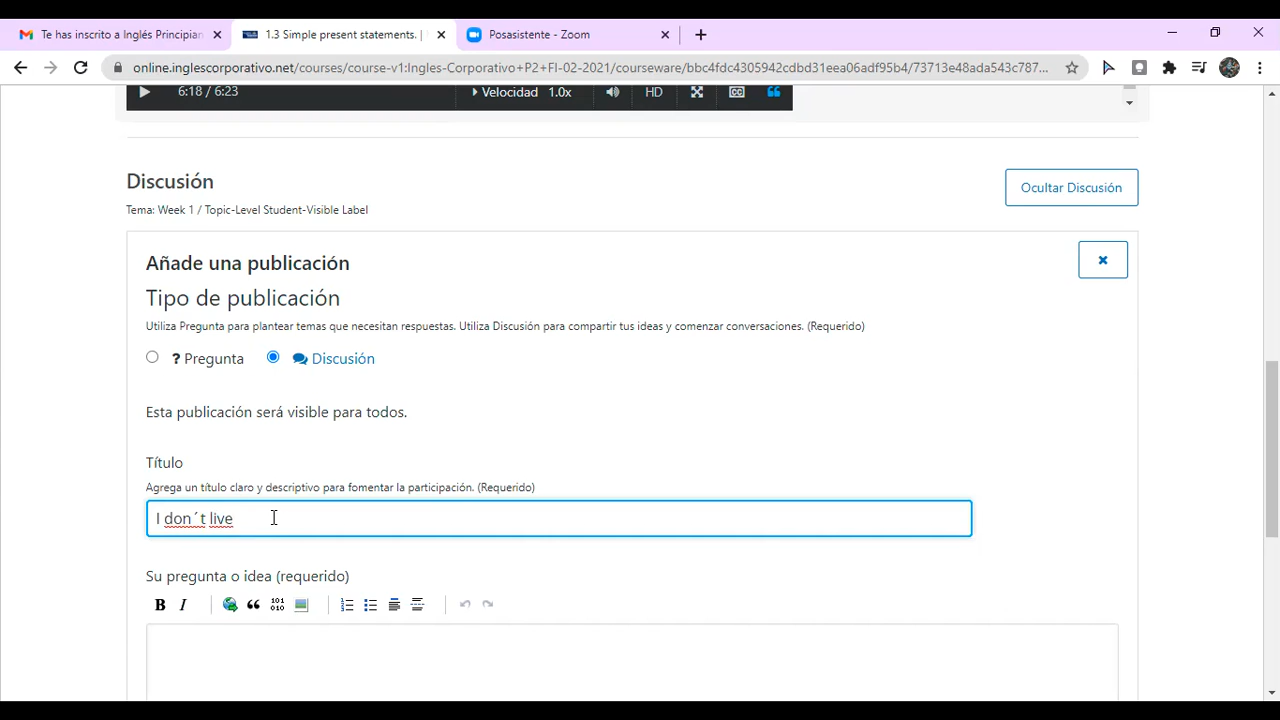 Te has inscrito a Inglés Principian
1.3 Simple present statements. |
Posasistente - Zoom
online.inglescorporativo.net/courses/course-v1:Ingles-Corporativo+P2+FI-02-2021/courseware/bbc4fdc4305942cdbd31eea06adf95b4/73713e48ada543c787...
6:18 / 6:23
Velocidad 1.0x
HD
CC
Discusión
Ocultar Discusión
Tema: Week 1 / Topic-Level Student-Visible Label
Añade una publicación
Tipo de publicación
Utiliza Pregunta para plantear temas que necesitan respuestas. Utiliza Discusión para compartir tus ideas y comenzar conversaciones. (Requerido)
? Pregunta
Discusión
Esta publicación será visible para todos.
Título
Agrega un título claro y descriptivo para fomentar la participación. (Requerido)
I don´t live
Su pregunta o idea (requerido)
B I